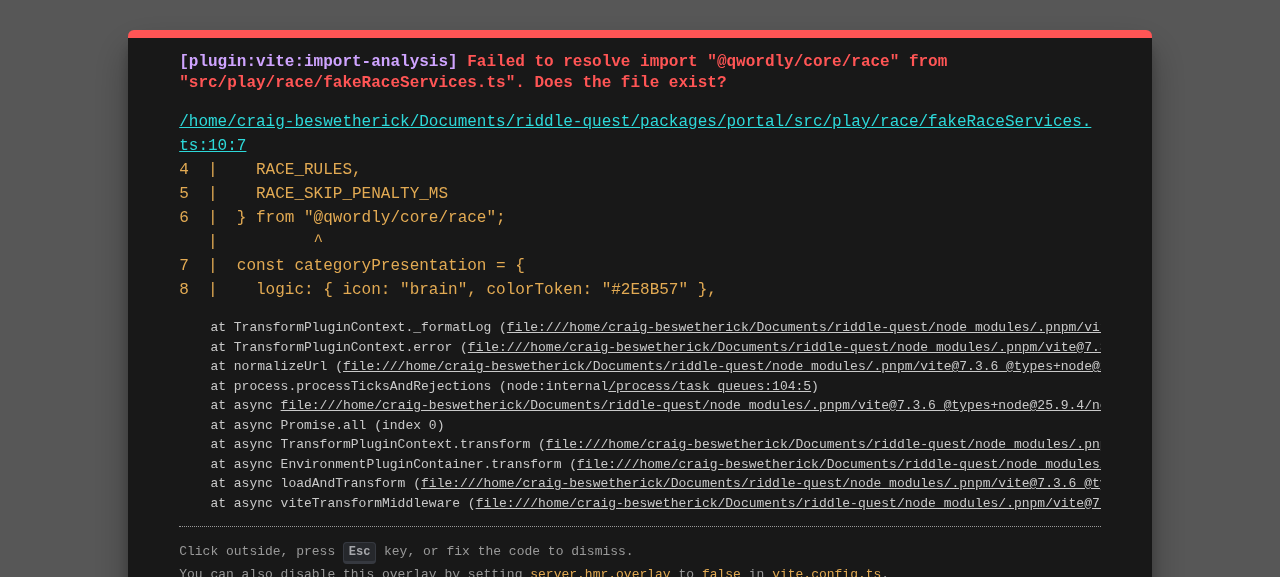 [plugin:vite:import-analysis] Failed to resolve import "@qwordly/core/race" from
"src/play/race/fakeRaceServices.ts". Does the file exist?
/home/craig-beswetherick/Documents/riddle-quest/packages/portal/src/play/race/fakeRaceServices.
ts:10:7
4  |    RACE_RULES,
5  |    RACE_SKIP_PENALTY_MS
6  |  } from "@qwordly/core/race";
   |          ^
7  |  const categoryPresentation = {
8  |    logic: { icon: "brain", colorToken: "#2E8B57" },
at TransformPluginContext._formatLog (file:///home/craig-beswetherick/Documents/riddle-quest/node_modules/.pnpm/vi
at TransformPluginContext.error (file:///home/craig-beswetherick/Documents/riddle-quest/node_modules/.pnpm/vite@7.
at normalizeUrl (file:///home/craig-beswetherick/Documents/riddle-quest/node_modules/.pnpm/vite@7.3.6_@types+node@
at process.processTicksAndRejections (node:internal/process/task_queues:104:5)
at async file:///home/craig-beswetherick/Documents/riddle-quest/node_modules/.pnpm/vite@7.3.6_@types+node@25.9.4/n
at async Promise.all (index 0)
at async TransformPluginContext.transform (file:///home/craig-beswetherick/Documents/riddle-quest/node_modules/.pn
at async EnvironmentPluginContainer.transform (file:///home/craig-beswetherick/Documents/riddle-quest/node_modules
at async loadAndTransform (file:///home/craig-beswetherick/Documents/riddle-quest/node_modules/.pnpm/vite@7.3.6_@t
at async viteTransformMiddleware (file:///home/craig-beswetherick/Documents/riddle-quest/node_modules/.pnpm/vite@7
Click outside, press Esc key, or fix the code to dismiss.
You can also disable this overlay by setting server.hmr.overlay to false in vite.config.ts.